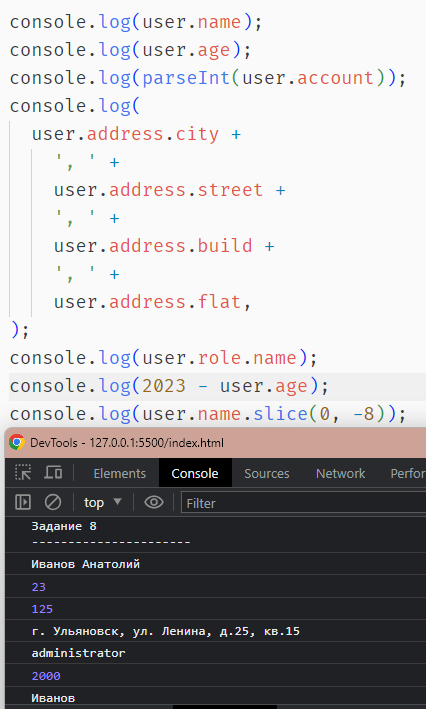 console.log(user.name);
console.log(user.age);
console.log(parseInt(user.account));
console.log(
user.address.city +
', ' +
user.address.street +
', ' +
user.address.build +
', ' +
user.address.flat,
);
console.log(user.role.name);
console.log(2023 - user.age);
console.log(user.name.slice(0, -8));
DevTools - 127.0.0.1:5500/index.html
Elements Console Sources Network Perfor
top Filter
Задание 8
----------------------
Иванов Анатолий
23
125
г. Ульяновск, ул. Ленина, д.25, кв.15
administrator
2000
Иванов